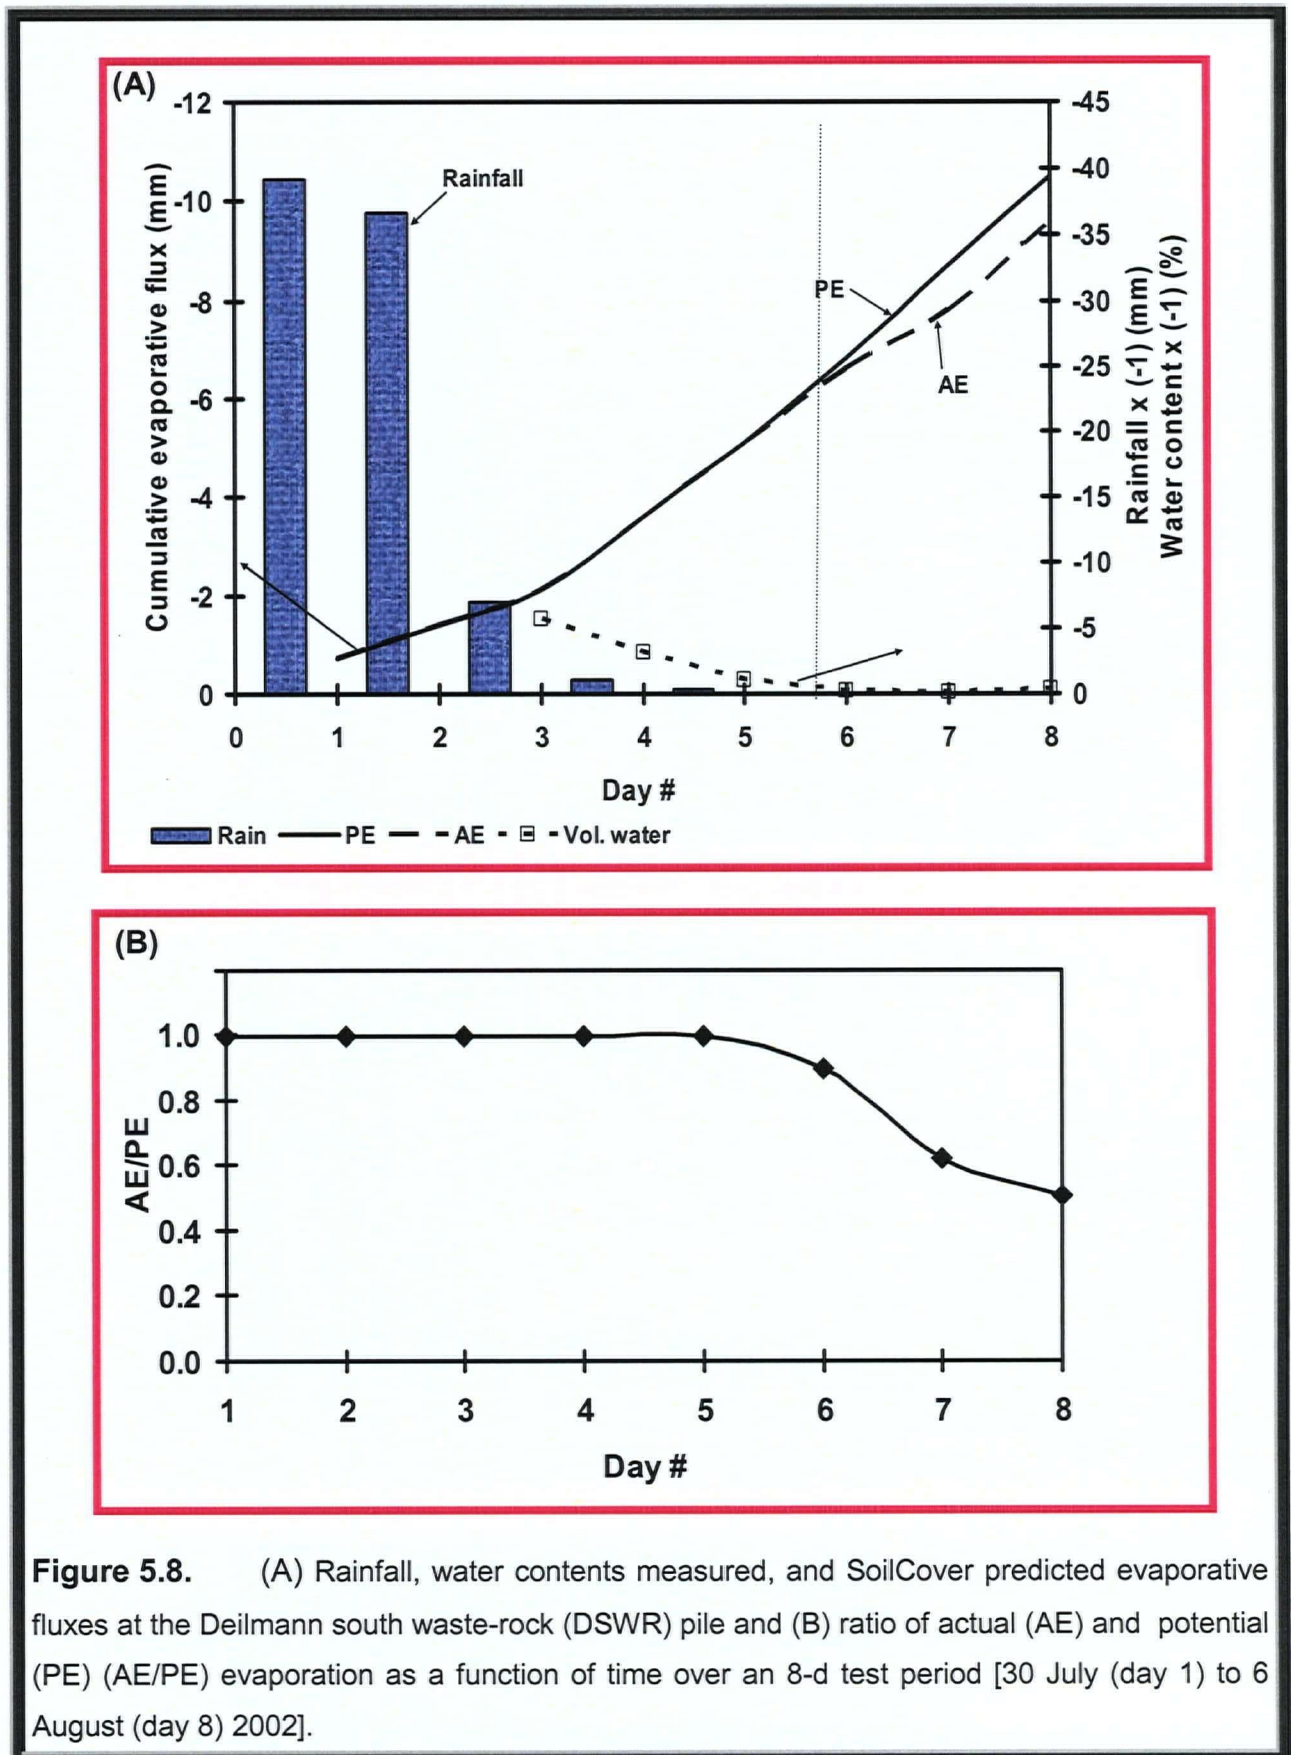 (A)
-12
-10
-8
-6
-4
-2
0
Cumulative evaporative flux (mm)
Rainfall
PE
AE
-45
-40
-35
-30
-25
-20
-15
-10
-5
0
Rainfall x (-1) (mm)
Water content x (-1) (%)
0 1 2 3 4 5 6 7 8
Day #
Rain PE AE Vol. water
(B)
1.0
0.8
0.6
0.4
0.2
0.0
AE/PE
1 2 3 4 5 6 7 8
Day #
Figure 5.8. (A) Rainfall, water contents measured, and SoilCover predicted evaporative
fluxes at the Deilmann south waste-rock (DSWR) pile and (B) ratio of actual (AE) and potential
(PE) (AE/PE) evaporation as a function of time over an 8-d test period [30 July (day 1) to 6
August (day 8) 2002].